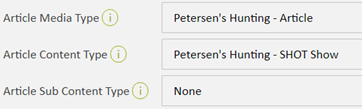 Article Media Type Petersen's Hunting - Article
Article Content Type Petersen's Hunting - SHOT Show
Article Sub Content Type None